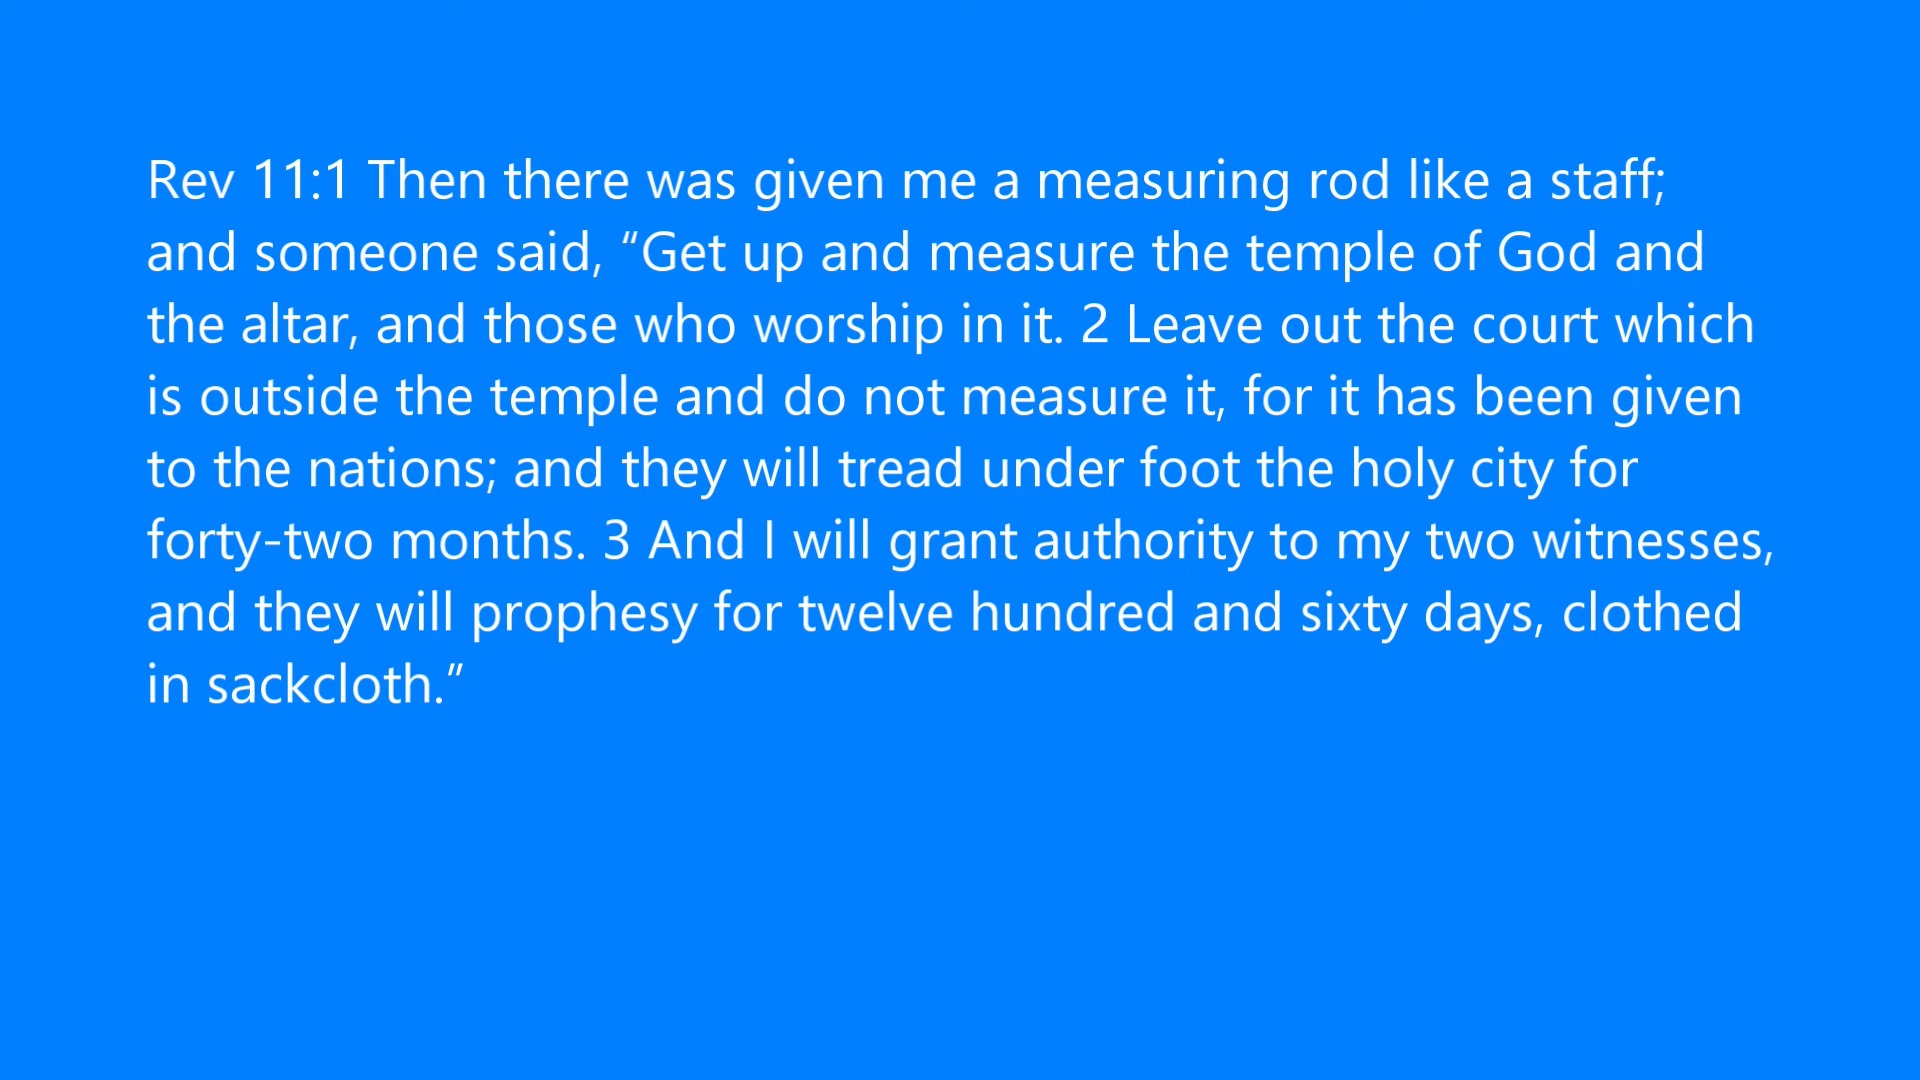 Rev 11:1 Then there was given me a measuring rod like a staff;
and someone said, “Get up and measure the temple of God and
the altar, and those who worship in it. 2 Leave out the court which
is outside the temple and do not measure it, for it has been given
to the nations; and they will tread under foot the holy city for
forty-two months. 3 And I will grant authority to my two witnesses,
and they will prophesy for twelve hundred and sixty days, clothed
in sackcloth.”